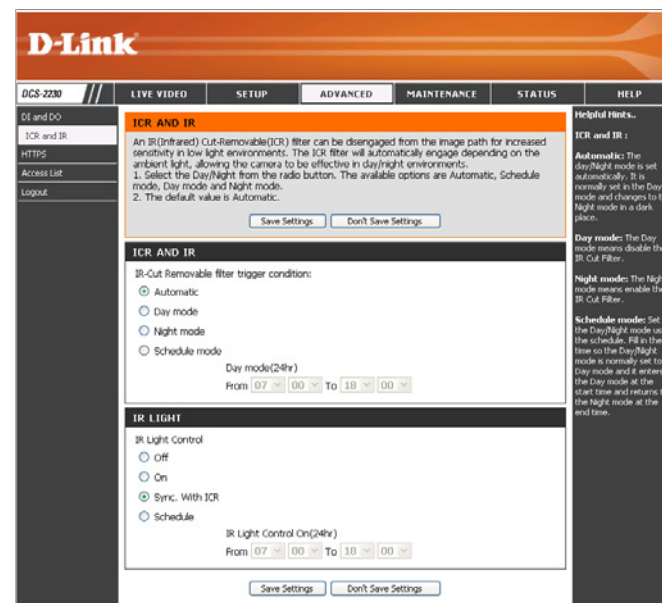 D-Link
DCS-2230
LIVE VIDEO
SETUP
ADVANCED
MAINTENANCE
STATUS
HELP
DI and DO
ICR and IR
HTTPS
Access List
Logout
ICR AND IR
An IR(Infrared) Cut-Removable(ICR) filter can be disengaged from the image path for increased
sensitivity in low light environments. The ICR filter will automatically engage depending on the
ambient light, allowing the camera to be effective in day/night environments.
1. Select the Day/Night from the radio button. The available options are Automatic, Schedule
mode, Day mode and Night mode.
2. The default value is Automatic.
Save Settings
Don't Save Settings
ICR AND IR
IR-Cut Removable filter trigger condition:
Automatic
Day mode
Night mode
Schedule mode
Day mode(24hr)
From 07 00 To 18 00
IR LIGHT
IR Light Control
Off
On
Sync. With ICR
Schedule
IR Light Control On(24hr)
From 07 00 To 18 00
Save Settings
Don't Save Settings
Helpful Hints..
ICR and IR :
Automatic: The
day/Night mode is set
automatically. It is
normally set in the Day
mode and changes to
Night mode in a dark
place.
Day mode: The Day
mode means disable the
IR Cut Filter.
Night mode: The
mode means enable the
IR Cut Filter.
Schedule mode: Set
the Day/Night mode
the schedule. Fill in the
time so the Day/Night
mode is normally set to
Day mode and it enters
the Day mode at the
start time and returns
the Night mode at the
end time.